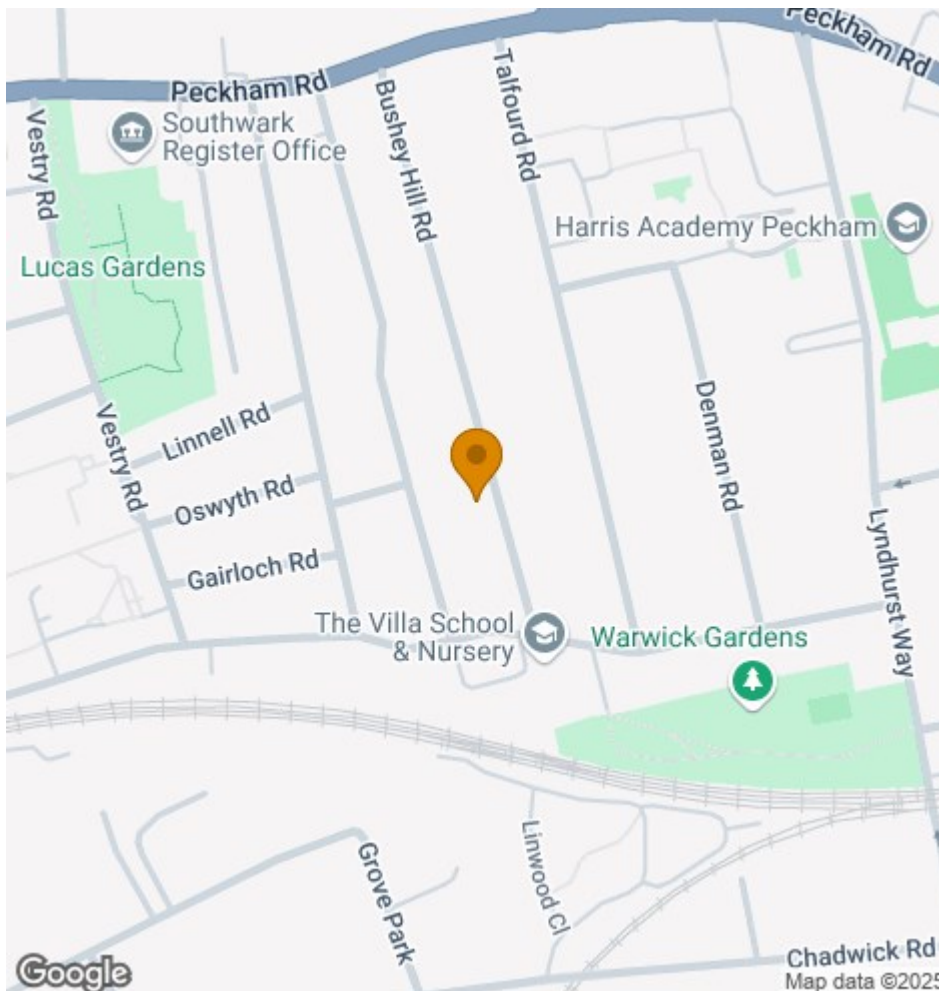 Peckham Rd
Peckham Rd
Vestry Rd
Southwark
Register Office
Bushey Hill Rd
Talfourd Rd
Harris Academy Peckham
Lucas Gardens
Linnell Rd
Vestry Rd
Oswyth Rd
Denman Rd
Gairloch Rd
Lyndhurst Way
The Villa School
& Nursery
Warwick Gardens
Linwood Cl
Grove Park
Chadwick Rd
Google
Map data ©2025